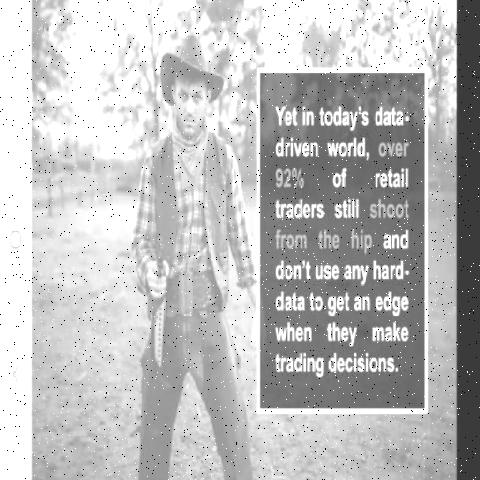 Yet in today's data-
driven world, over
92% of retail
traders still shoot
from the hip and
don't use any hard-
data to get an edge
when they make
trading decisions.